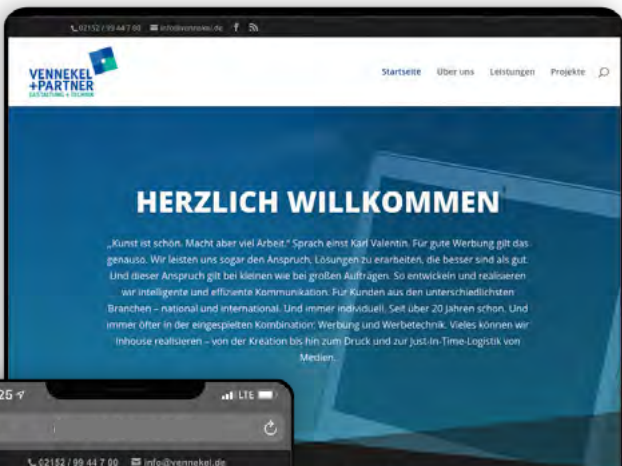 02152 / 99 44 7 00 info@vennekel.de
VENNEKEL
+PARTNER
GESTALTUNG + TECHNIK
Startseite Über uns Leistungen Projekte
HERZLICH WILLKOMMEN
„Kunst ist schön. Macht aber viel Arbeit.“ Sprach einst Karl Valentin. Für gute Werbung gilt das
genauso. Wir leisten uns sogar den Anspruch, Lösungen zu erarbeiten, die besser sind als gut.
Und dieser Anspruch gilt bei kleinen wie bei großen Aufträgen. So entwickeln und realisieren
wir intelligente und effiziente Kommunikation. Für Kunden aus den unterschiedlichsten
Branchen – national und international. Und immer individuell. Seit über 20 Jahren schon. Und
immer öfter in der eingespielten Kombination: Werbung und Werbetechnik. Vieles können wir
Inhouse realisieren – von der Kreation bis hin zum Druck und zur Just-In-Time-Logistik von
Medien.
25 LTE
02152 / 99 44 7 00 info@vennekel.de